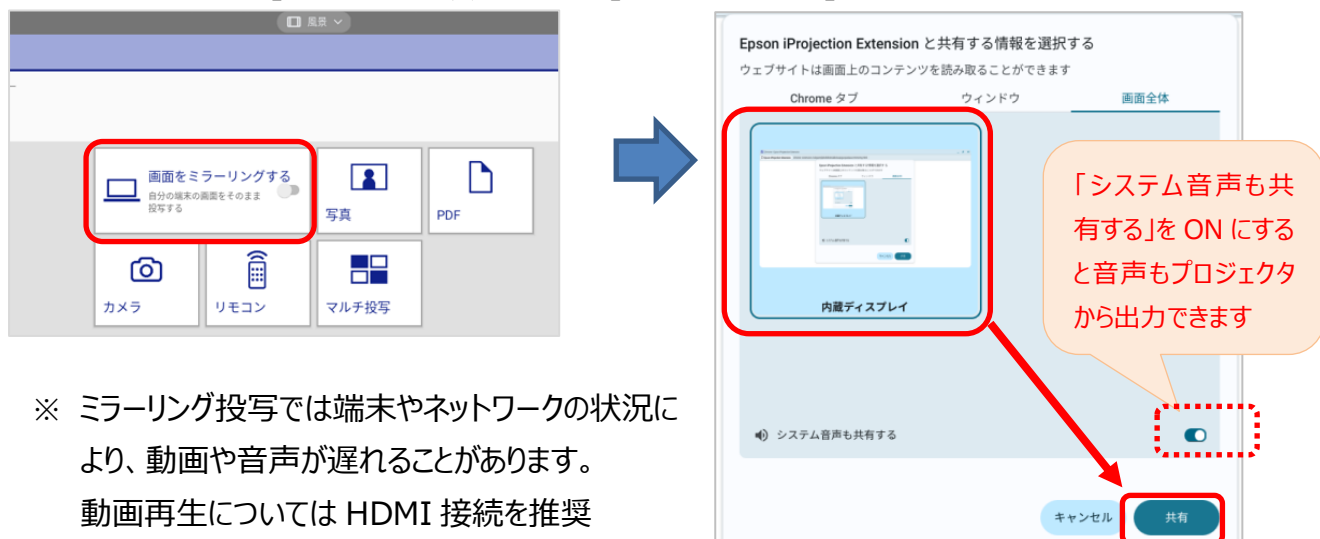 風景
画面をミラーリングする
自分の端末の画面をそのまま
投写する
写真
PDF
カメラ
リモコン
マルチ投写
※ ミラーリング投写では端末やネットワークの状況に
より、動画や音声が遅れることがあります。
動画再生については HDMI 接続を推奨
Epson iProjection Extension と共有する情報を選択する
ウェブサイトは画面上のコンテンツを読み取ることができます
Chrome タブ
ウィンドウ
画面全体
内蔵ディスプレイ
「システム音声も共
有する」を ON にする
と音声もプロジェクタ
から出力できます
システム音声も共有する
キャンセル
共有